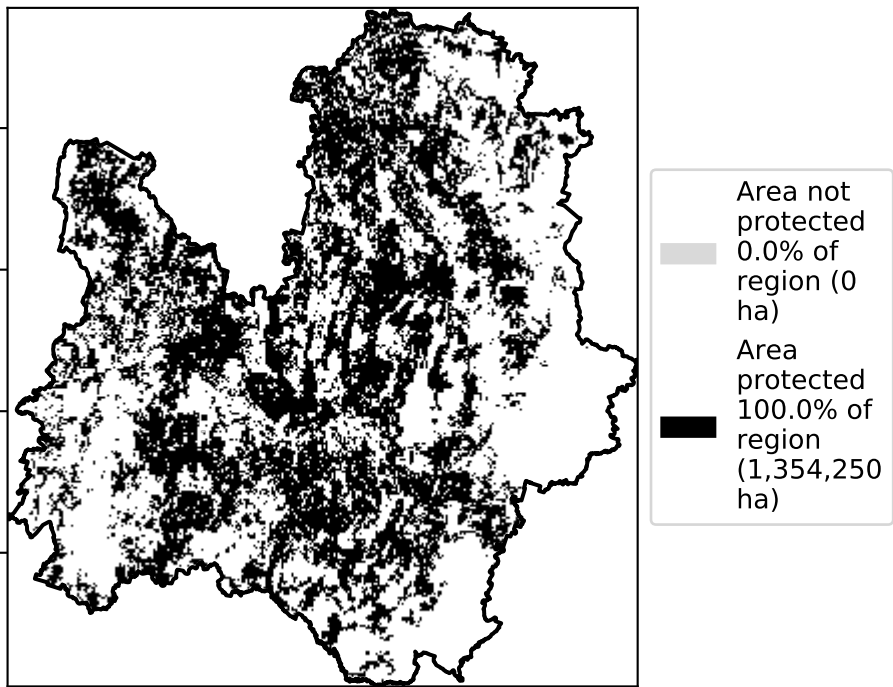 Area not
protected
0.0% of
region (0
ha)
Area
protected
100.0% of
region
(1,354,250
ha)